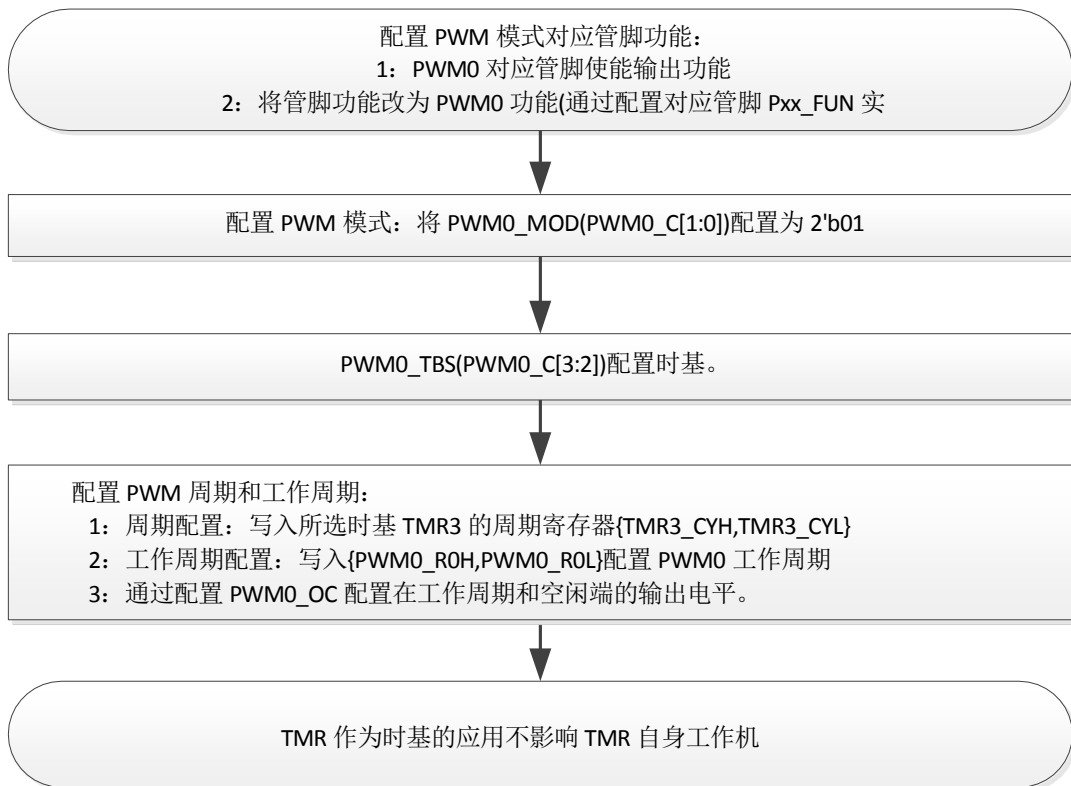 配置 PWM 模式对应管脚功能：
1：PWM0 对应管脚使能输出功能
2：将管脚功能改为 PWM0 功能(通过配置对应管脚 Pxx_FUN 实
配置 PWM 模式：将 PWM0_MOD(PWM0_C[1:0])配置为 2'b01
PWM0_TBS(PWM0_C[3:2])配置时基。
配置 PWM 周期和工作周期：
1：周期配置：写入所选时基 TMR3 的周期寄存器{TMR3_CYH,TMR3_CYL}
2：工作周期配置：写入{PWM0_R0H,PWM0_R0L}配置 PWM0 工作周期
3：通过配置 PWM0_OC 配置在工作周期和空闲端的输出电平。
TMR 作为时基的应用不影响 TMR 自身工作机